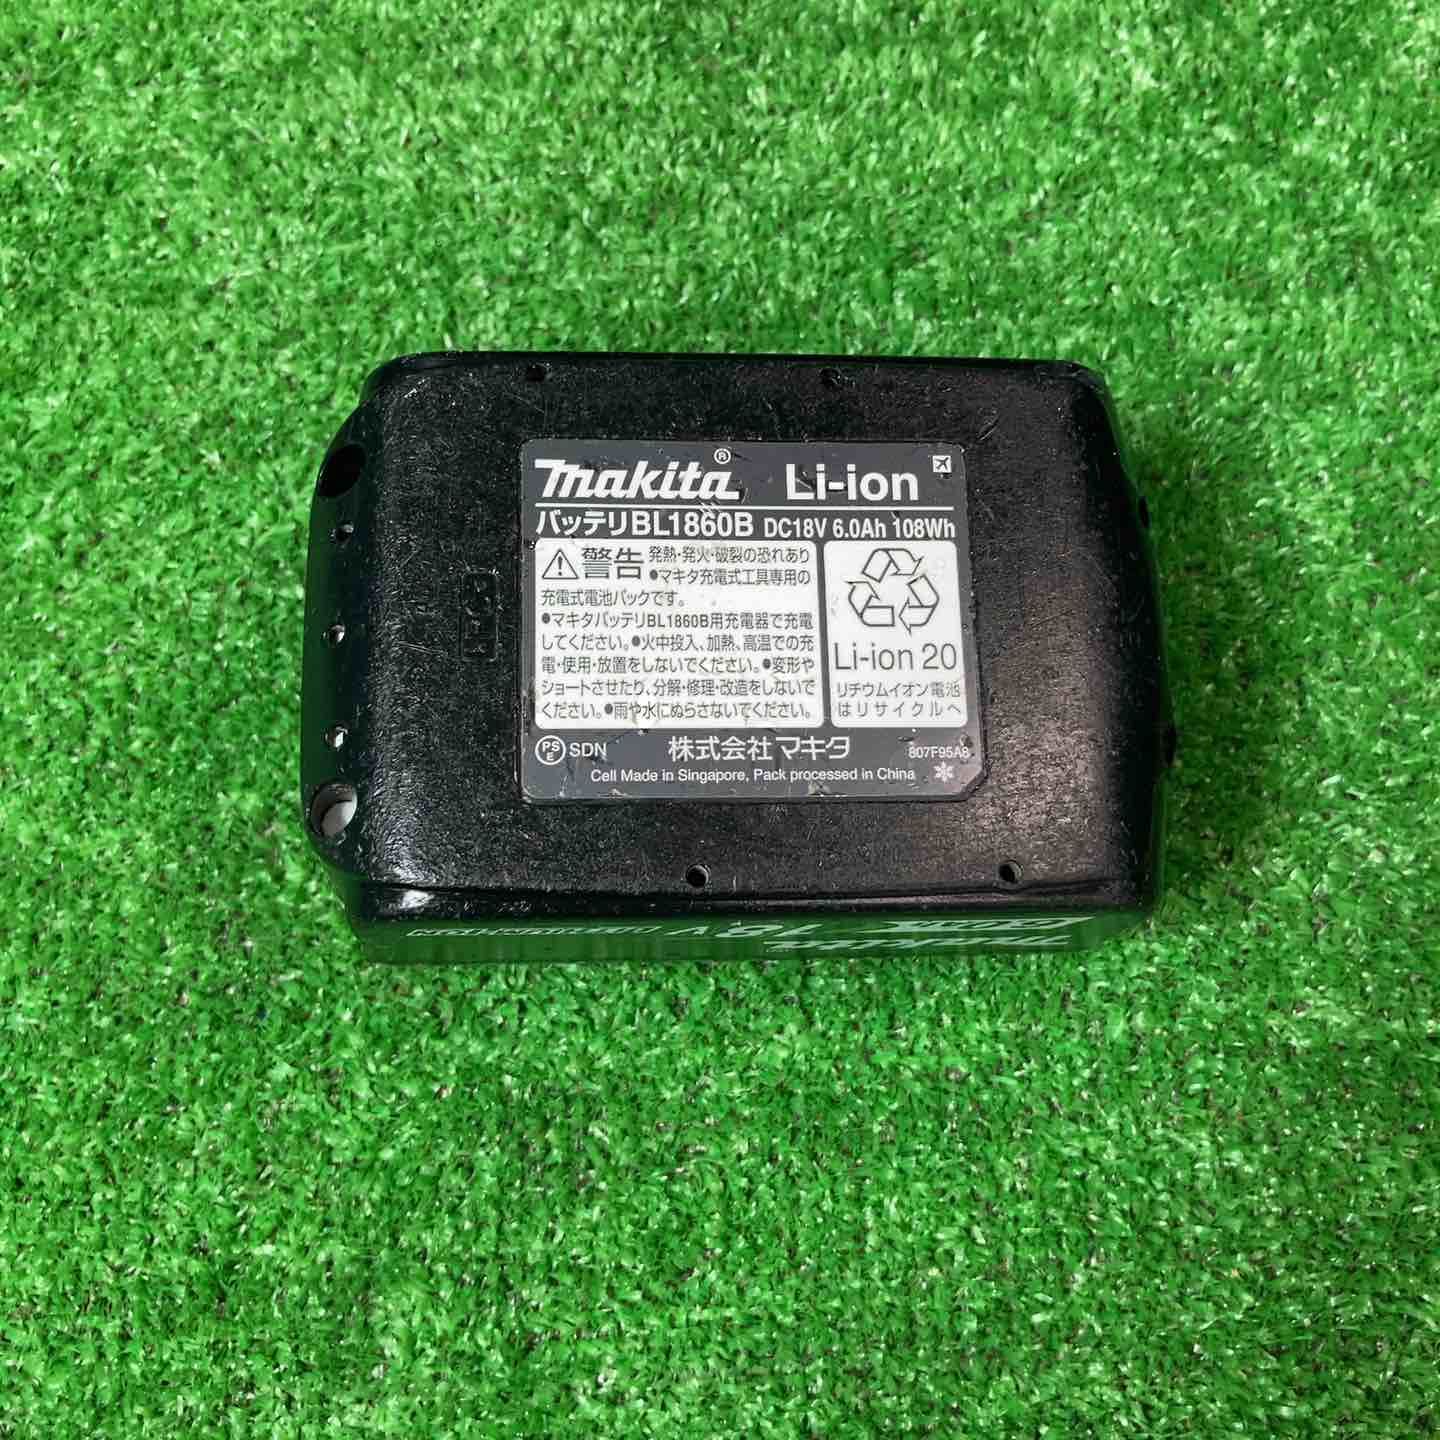 makita® Li-ion
バッテリBL1860B DC18V 6.0Ah 108Wh
警告 発熱・発火・破裂の恐れあり
●マキタ充電式工具専用の
充電式電池パックです。
●マキタバッテリBL1860B用充電器で充電
してください。●火中投入、加熱、高温での充
電・使用・放置をしないでください。●変形や
ショートさせたり、分解・修理・改造をしないで
ください。●雨や水にぬらさないでください。
Li-ion 20
リチウムイオン電池
はリサイクルへ
PS
E SDN 株式会社マキタ 807F95A8
Cell Made in Singapore, Pack processed in China
makita 18V LITHIUM-ION